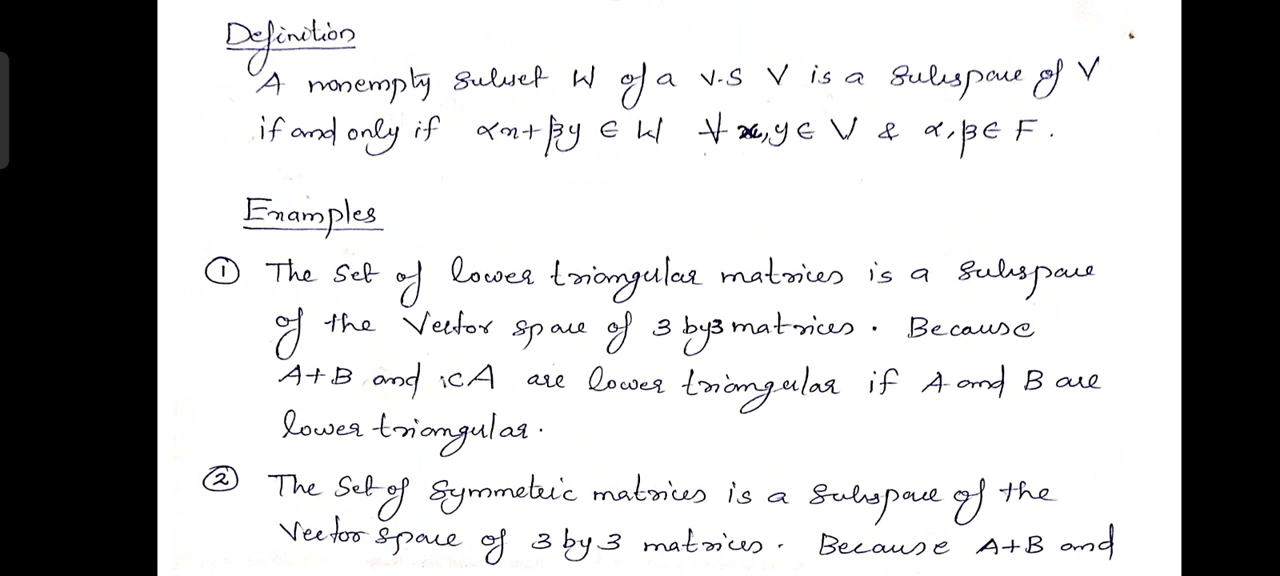 Definition
A nonempty subset W of a V.S V is a subspace of V
if and only if αx+βy ∈ W ∀ x,y ∈ V & α,β ∈ F.
Examples
① The set of lower triangular matrices is a subspace
of the Vector space of 3 by 3 matrices. Because
A+B and cA are lower triangular if A and B are
lower triangular.
② The set of symmetric matrices is a subspace of the
Vector space of 3 by 3 matrices. Because A+B and